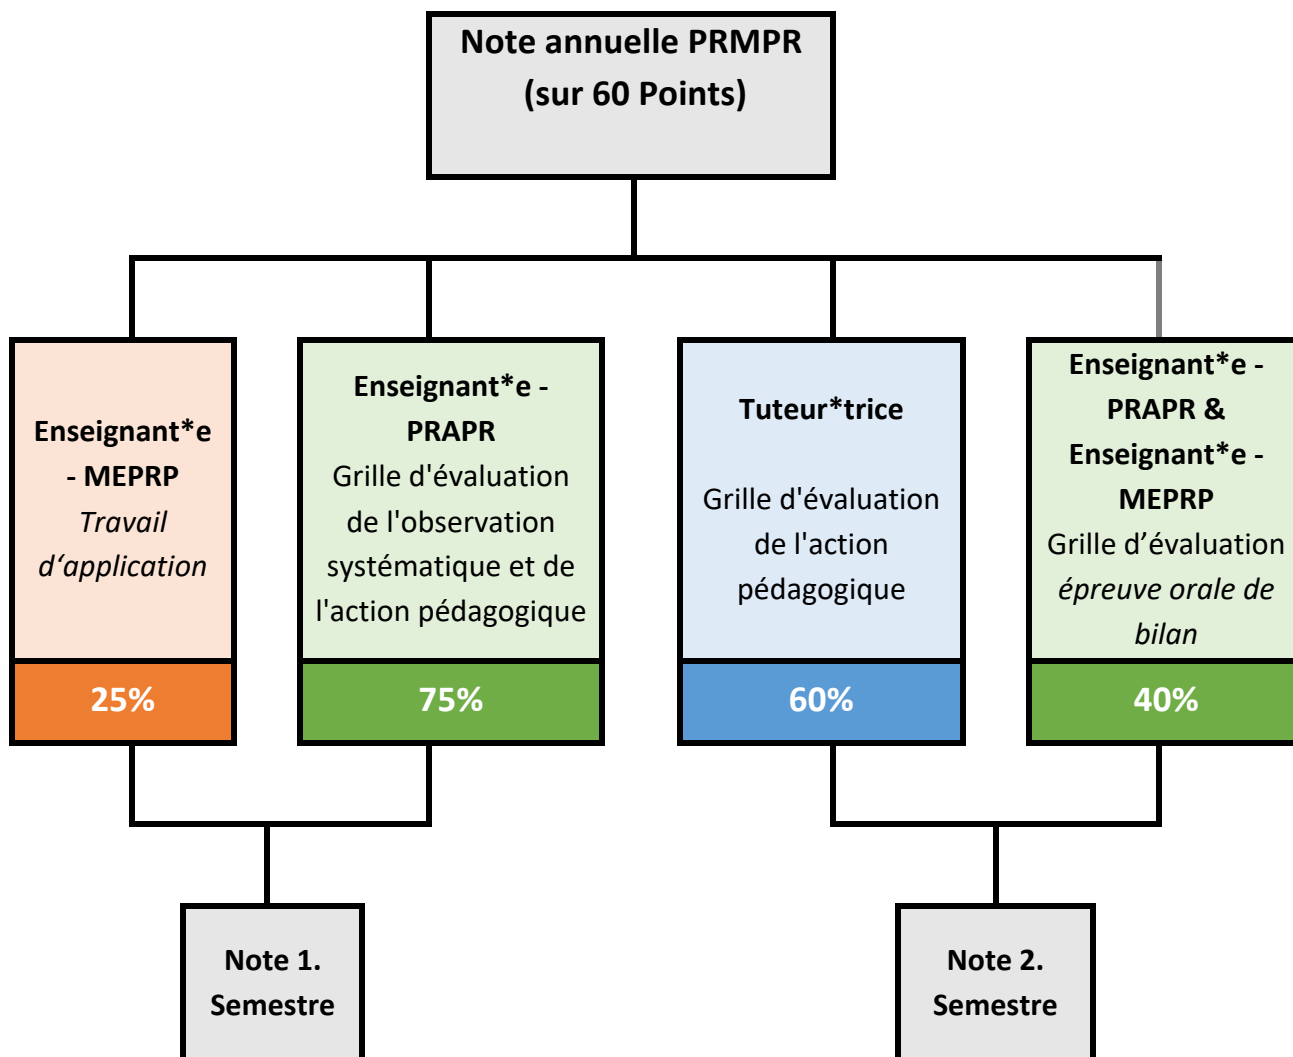 Note annuelle PRMPR
(sur 60 Points)
Enseignant*e
- MEPRP
Travail
d‘application
25%
Enseignant*e -
PRAPR
Grille d'évaluation
de l'observation
systématique et de
l'action pédagogique
75%
Tuteur*trice
Grille d'évaluation
de l'action
pédagogique
60%
Enseignant*e -
PRAPR &
Enseignant*e -
MEPRP
Grille d’évaluation
épreuve orale de
bilan
40%
Note 1.
Semestre
Note 2.
Semestre